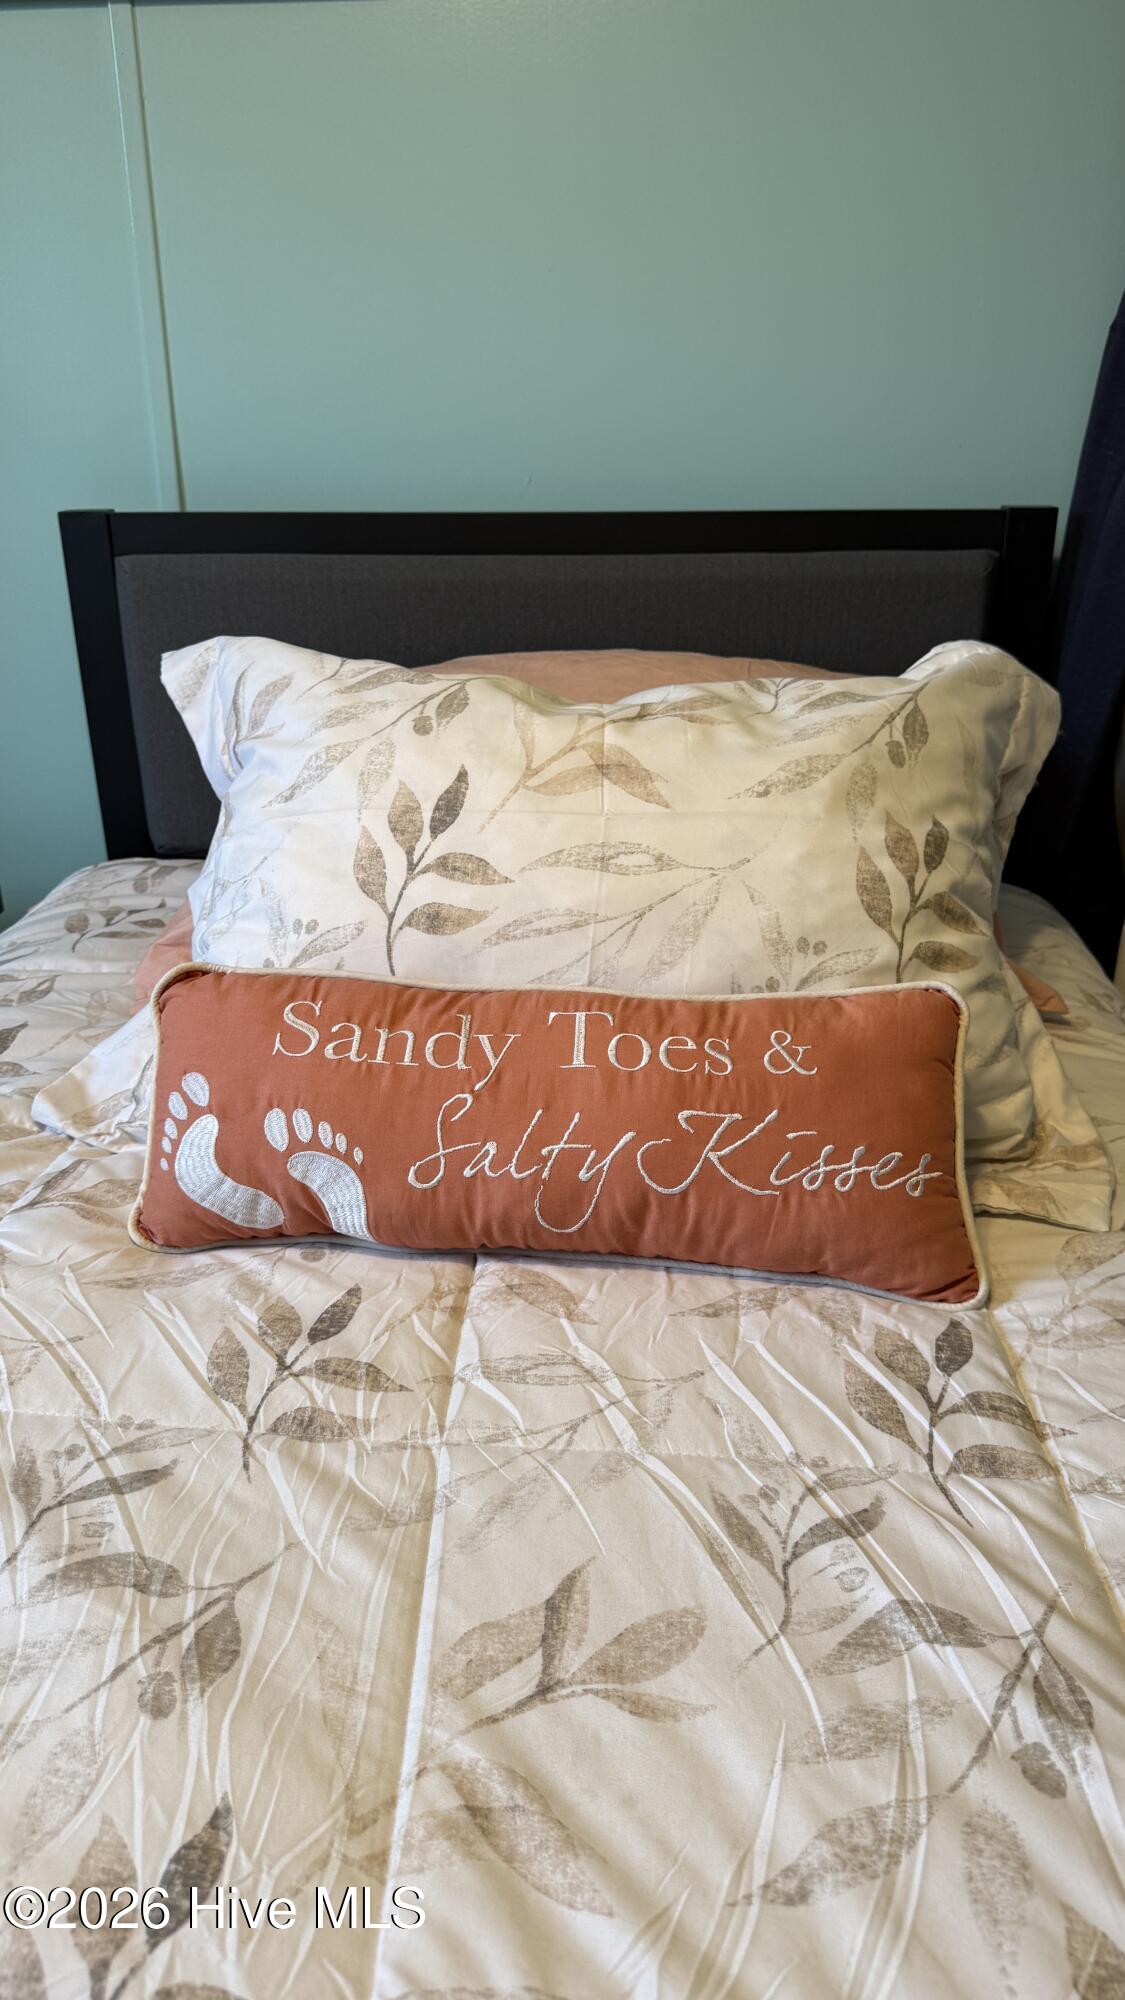 Sandy Toes &
Salty Kisses
©2026 Hive MLS